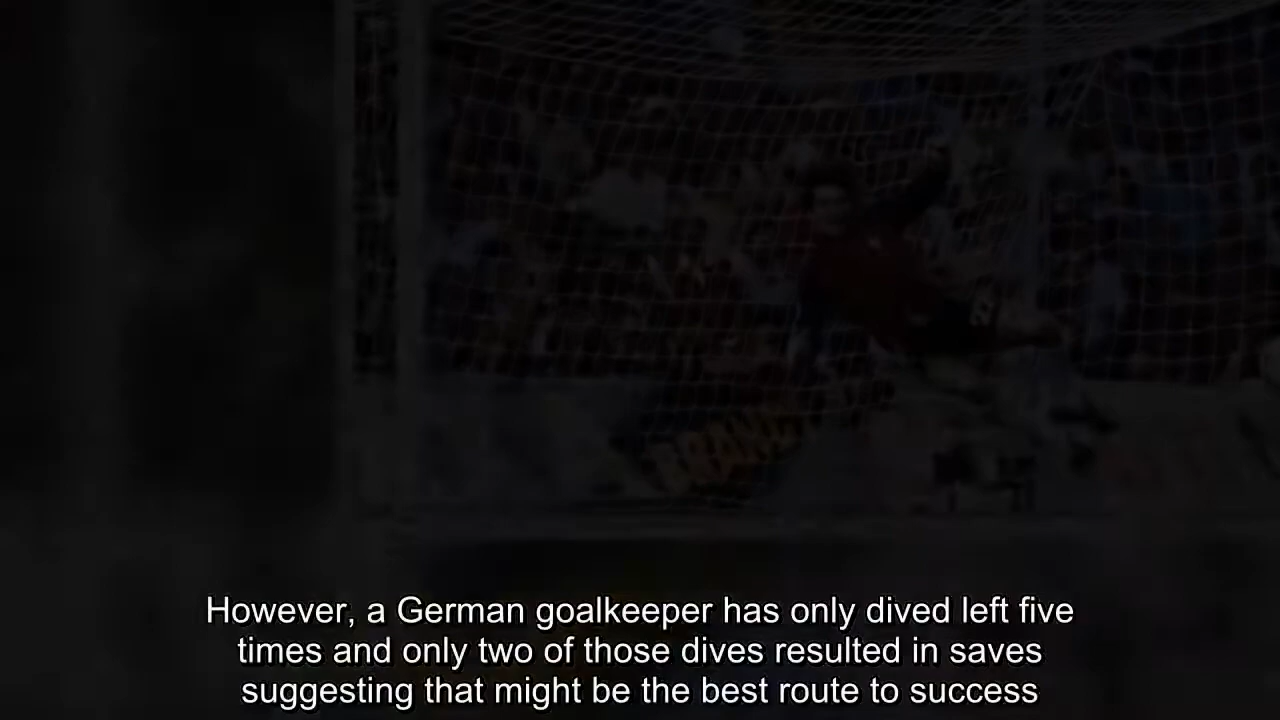 However, a German goalkeeper has only dived left five
times and only two of those dives resulted in saves
suggesting that might be the best route to success